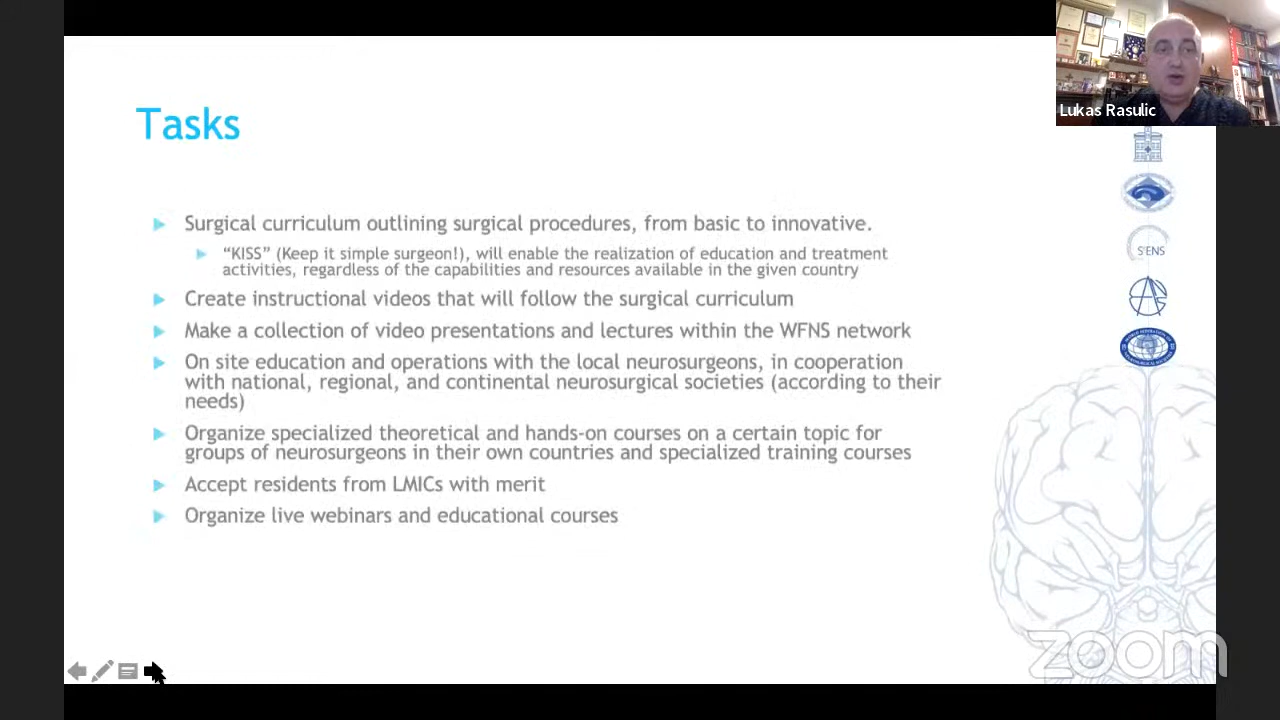 Lukas Rasulic
Tasks
Surgical curriculum outlining surgical procedures, from basic to innovative.
“KISS” (Keep it simple surgeon!), will enable the realization of education and treatment
activities, regardless of the capabilities and resources available in the given country
Create instructional videos that will follow the surgical curriculum
Make a collection of video presentations and lectures within the WFNS network
On site education and operations with the local neurosurgeons, in cooperation
with national, regional, and continental neurosurgical societies (according to their
needs)
Organize specialized theoretical and hands-on courses on a certain topic for
groups of neurosurgeons in their own countries and specialized training courses
Accept residents from LMICs with merit
Organize live webinars and educational courses
zoom